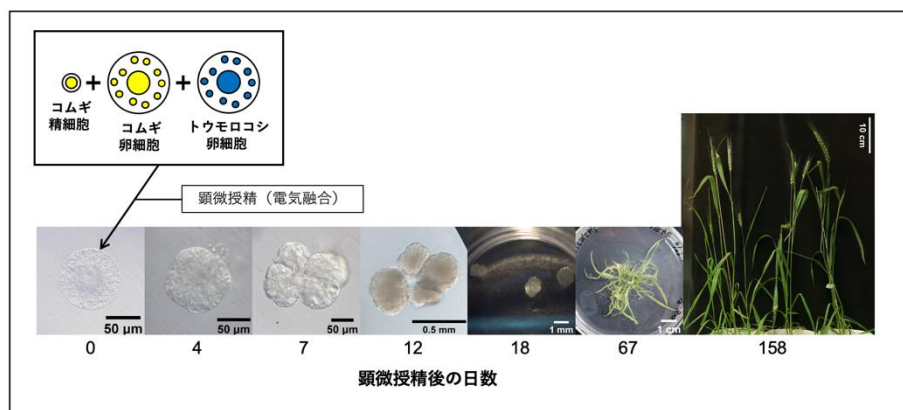 コムギ
精細胞
+
コムギ
卵細胞
+
トウモロコシ
卵細胞
顕微授精（電気融合）
10 cm
50 μm
50 μm
50 μm
0.5 mm
1 mm
1 cm
0
4
7
12
18
67
158
顕微授精後の日数